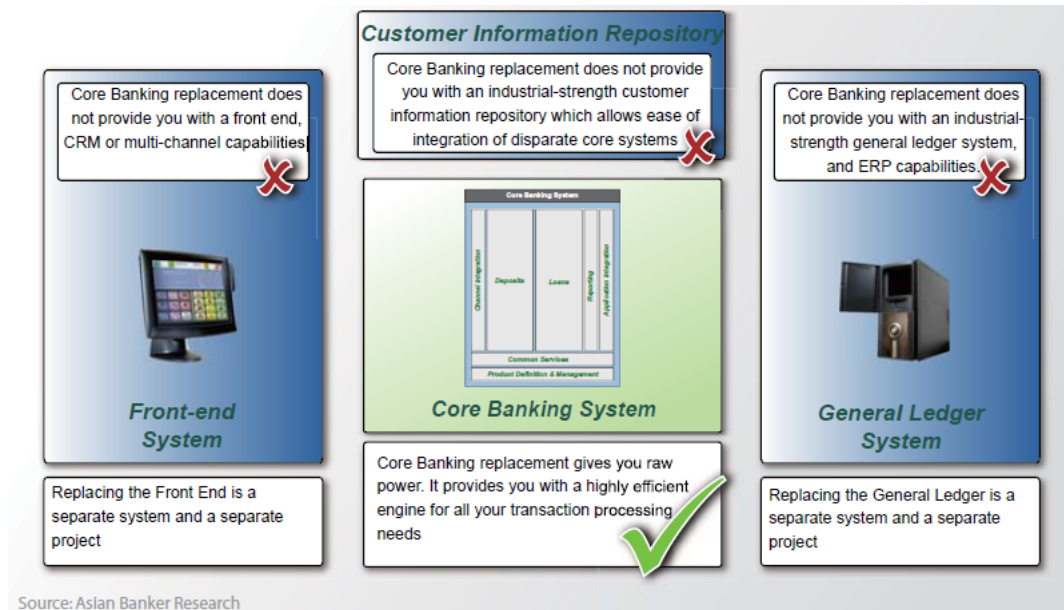 Customer Information Repository
Core Banking replacement does not provide
you with an industrial-strength customer
information repository which allows ease of
integration of disparate core systems
Core Banking replacement does
not provide you with a front end,
CRM or multi-channel capabilities
Front-end
System
Replacing the Front End is a
separate system and a separate
project
Core Banking System
Channel Integration
Deposits
Loans
Reporting
Application Integration
Common Services
Product Definition & Management
Core Banking System
Core Banking replacement gives you raw
power. It provides you with a highly efficient
engine for all your transaction processing
needs
Core Banking replacement does
not provide you with an industrial-
strength general ledger system,
and ERP capabilities.
General Ledger
System
Replacing the General Ledger is a
separate system and a separate
project
Source: Asian Banker Research